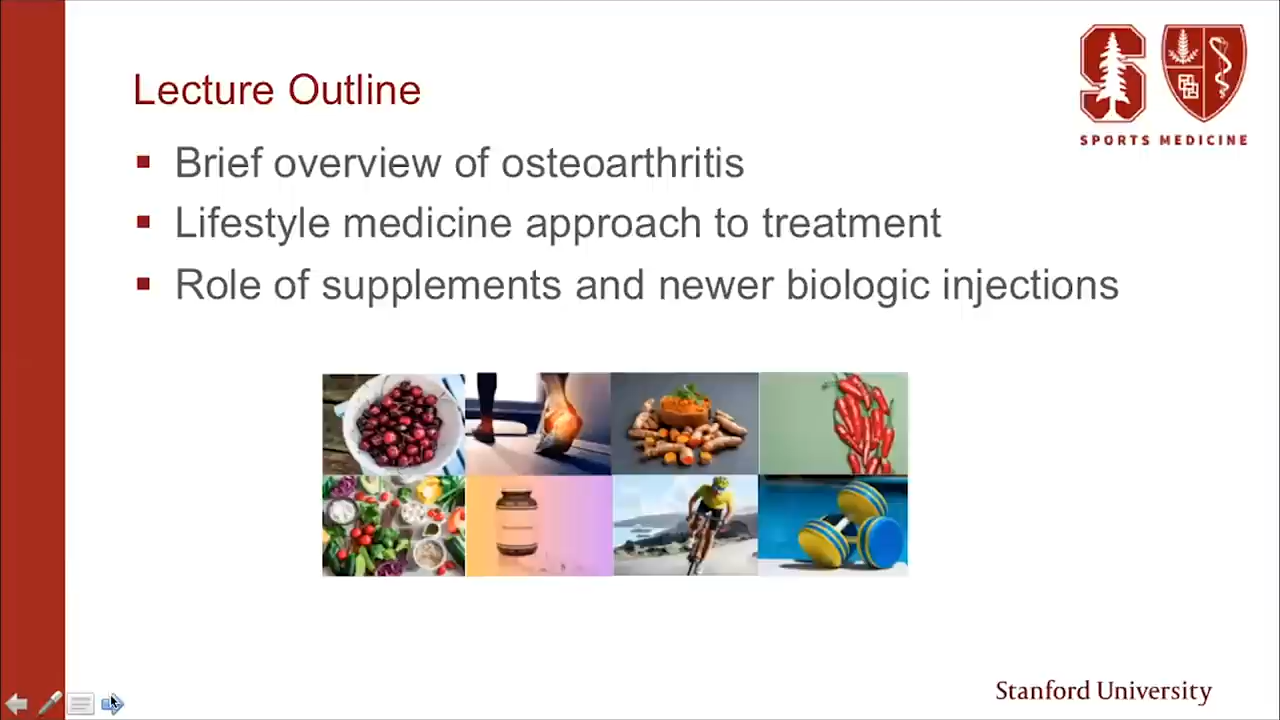 Lecture Outline
SPORTS MEDICINE
Brief overview of osteoarthritis
Lifestyle medicine approach to treatment
Role of supplements and newer biologic injections
Stanford University